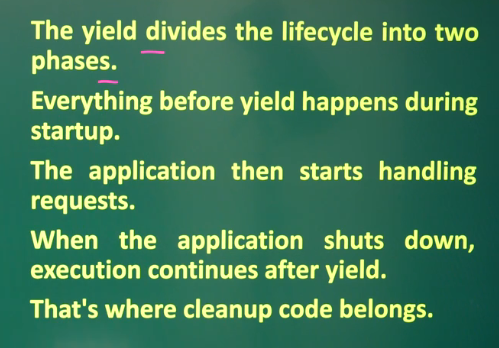 The yield divides the lifecycle into two
phases.
Everything before yield happens during
startup.
The application then starts handling
requests.
When the application shuts down,
execution continues after yield.
That's where cleanup code belongs.